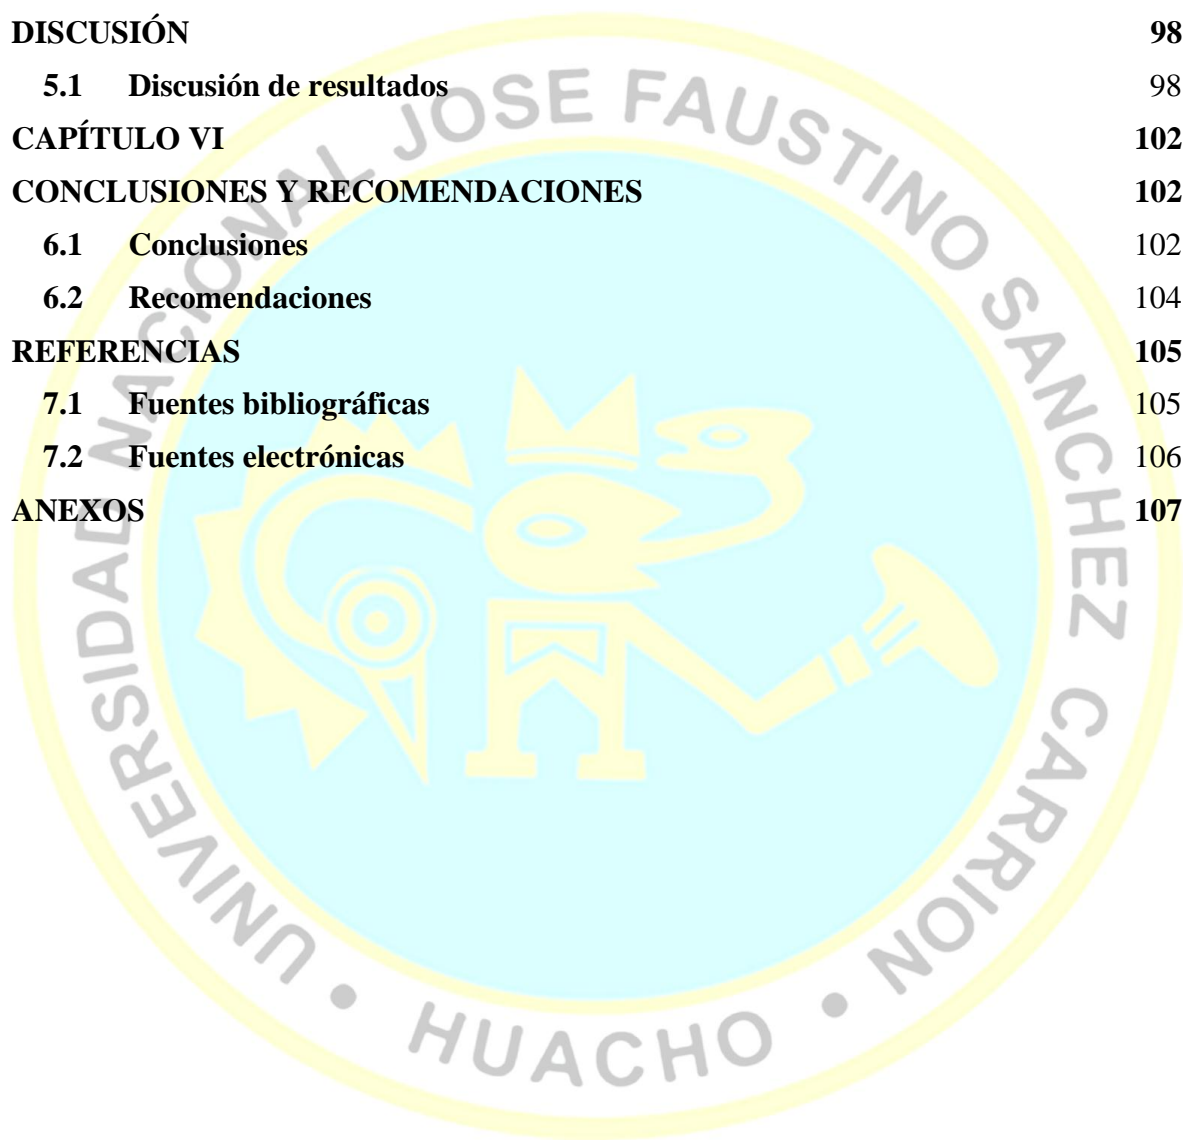 DISCUSIÓN 98
5.1 Discusión de resultados 98
CAPÍTULO VI 102
CONCLUSIONES Y RECOMENDACIONES 102
6.1 Conclusiones 102
6.2 Recomendaciones 104
REFERENCIAS 105
7.1 Fuentes bibliográficas 105
7.2 Fuentes electrónicas 106
ANEXOS 107
UNIVERSIDAD NACIONAL JOSE FAUSTINO SANCHEZ CARRION • HUACHO •